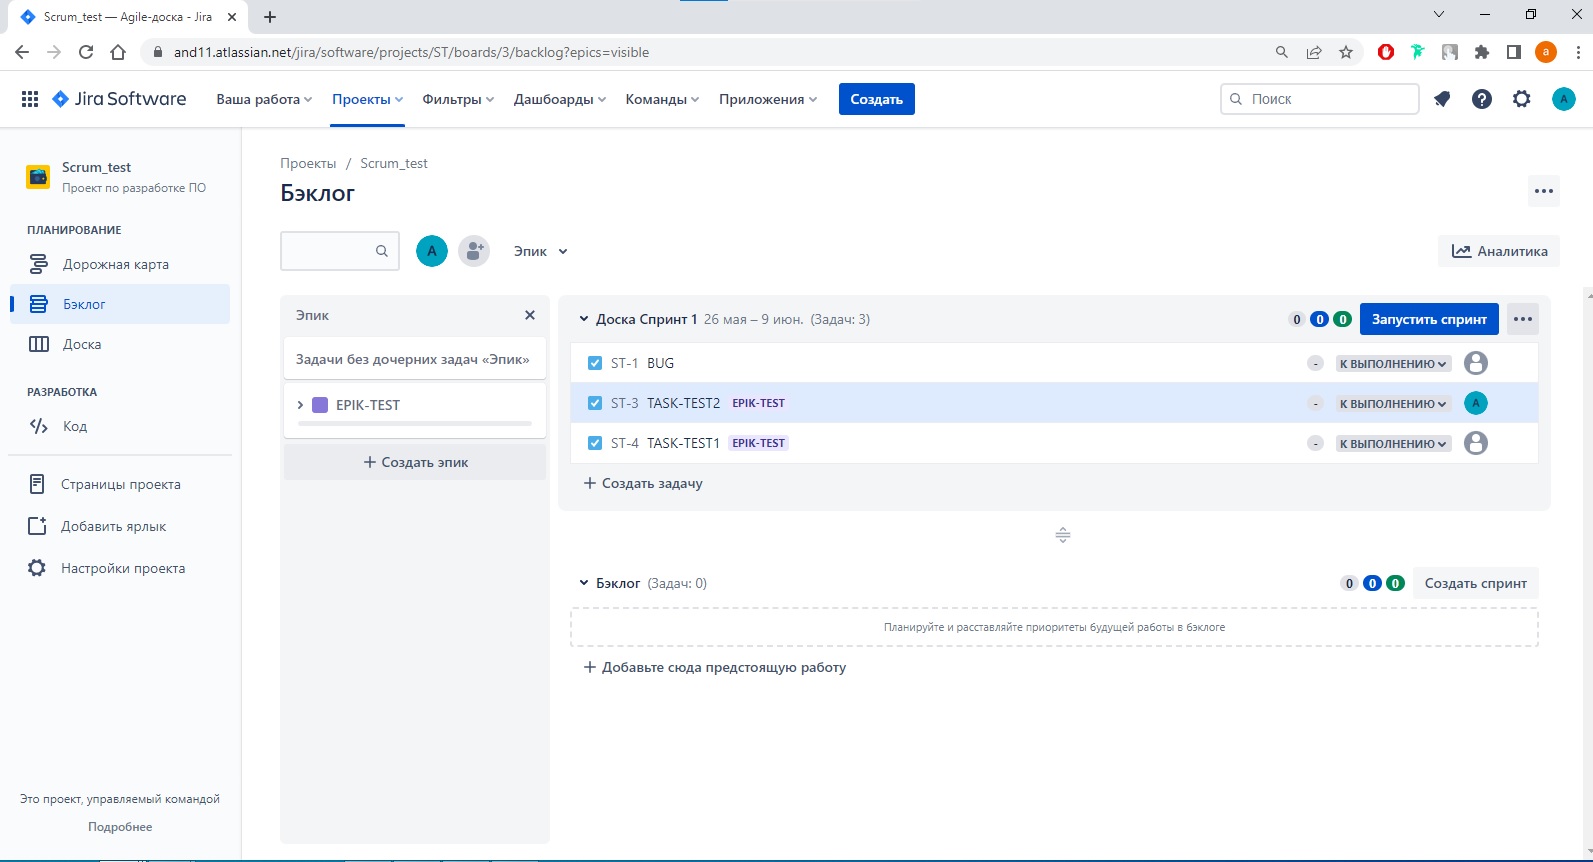 Scrum_test — Agile-доска - Jira
and11.atlassian.net/jira/software/projects/ST/boards/3/backlog?epics=visible
a
Jira Software
Ваша работа
Проекты
Фильтры
Дашборды
Команды
Приложения
Создать
Поиск
A
Scrum_test
Проект по разработке ПО
ПЛАНИРОВАНИЕ
Дорожная карта
Бэклог
Доска
РАЗРАБОТКА
Код
Страницы проекта
Добавить ярлык
Настройки проекта
Это проект, управляемый командой
Подробнее
Проекты / Scrum_test
Бэклог
A
Эпик
Аналитика
Эпик
Задачи без дочерних задач «Эпик»
EPIK-TEST
+ Создать эпик
Доска Спринт 1 26 мая – 9 июн. (Задач: 3)
0 0 0
Запустить спринт
ST-1 BUG - К ВЫПОЛНЕНИЮ
ST-3 TASK-TEST2 EPIK-TEST - К ВЫПОЛНЕНИЮ A
ST-4 TASK-TEST1 EPIK-TEST - К ВЫПОЛНЕНИЮ
+ Создать задачу
Бэклог (Задач: 0)
0 0 0
Создать спринт
Планируйте и расставляйте приоритеты будущей работы в бэклоге
+ Добавьте сюда предстоящую работу